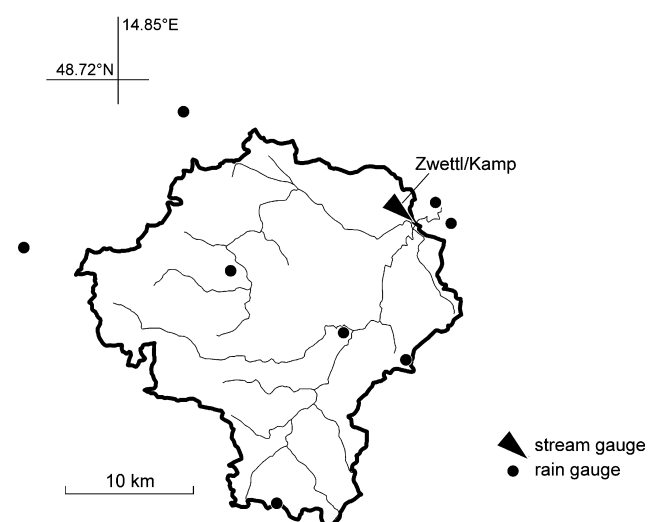 14.85°E
48.72°N
Zwettl/Kamp
stream gauge
rain gauge
10 km